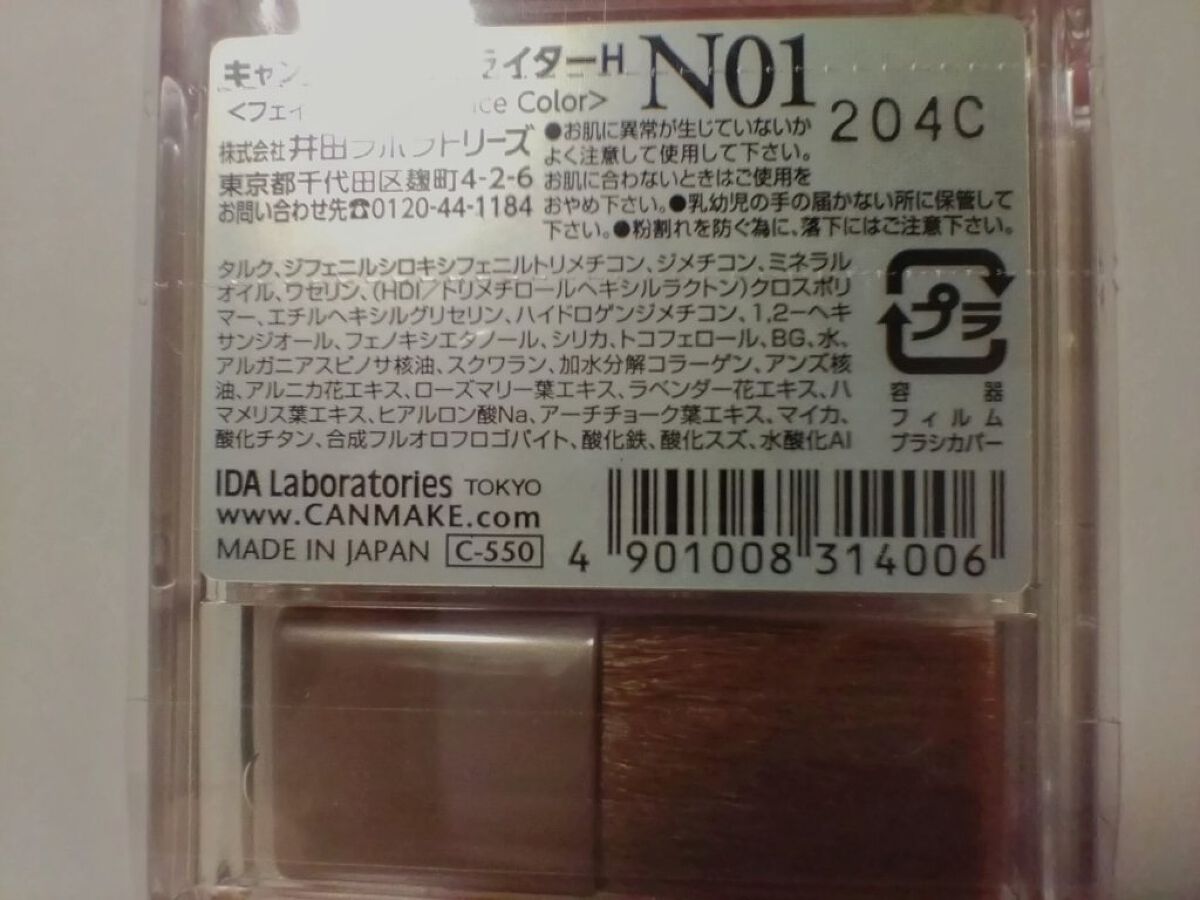 キャン イターH N01
<フェイ ce Color> 204C
株式会社 井田ラボラトリーズ
東京都千代田区麹町4-2-6
お問い合わせ先☎0120-44-1184
●お肌に異常が生じていないか
よく注意して使用して下さい。
お肌に合わないときはご使用を
おやめ下さい。●乳幼児の手の届かない所に保管して
下さい。●粉割れを防ぐ為に、落下にはご注意下さい。
タルク、ジフェニルシロキシフェニルトリメチコン、ジメチコン、ミネラル
オイル、ワセリン、(HDI/トリメチロールヘキシルラクトン)クロスポリ
マー、エチルヘキシルグリセリン、ハイドロゲンジメチコン、1,2-ヘキ
サンジオール、フェノキシエタノール、シリカ、トコフェロール、BG、水、
アルガニアスピノサ核油、スクワラン、加水分解コラーゲン、アンズ核
油、アルニカ花エキス、ローズマリー葉エキス、ラベンダー花エキス、ハ
マメリス葉エキス、ヒアルロン酸Na、アーチチョーク葉エキス、マイカ、
酸化チタン、合成フルオロフロゴパイト、酸化鉄、酸化スズ、水酸化Al
プラ
容器
フィルム
ブラシカバー
IDA Laboratories TOKYO
www.CANMAKE.com
MADE IN JAPAN C-550
4 901008 314006